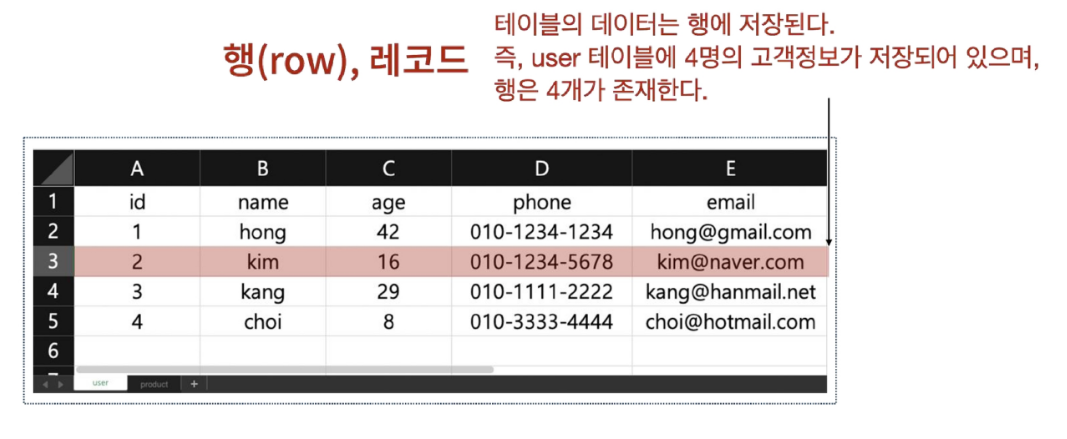 행(row), 레코드
테이블의 데이터는 행에 저장된다.
즉, user 테이블에 4명의 고객정보가 저장되어 있으며,
행은 4개가 존재한다.
A B C D E
1 id name age phone email
2 1 hong 42 010-1234-1234 hong@gmail.com
3 2 kim 16 010-1234-5678 kim@naver.com
4 3 kang 29 010-1111-2222 kang@hanmail.net
5 4 choi 8 010-3333-4444 choi@hotmail.com
6
user product +